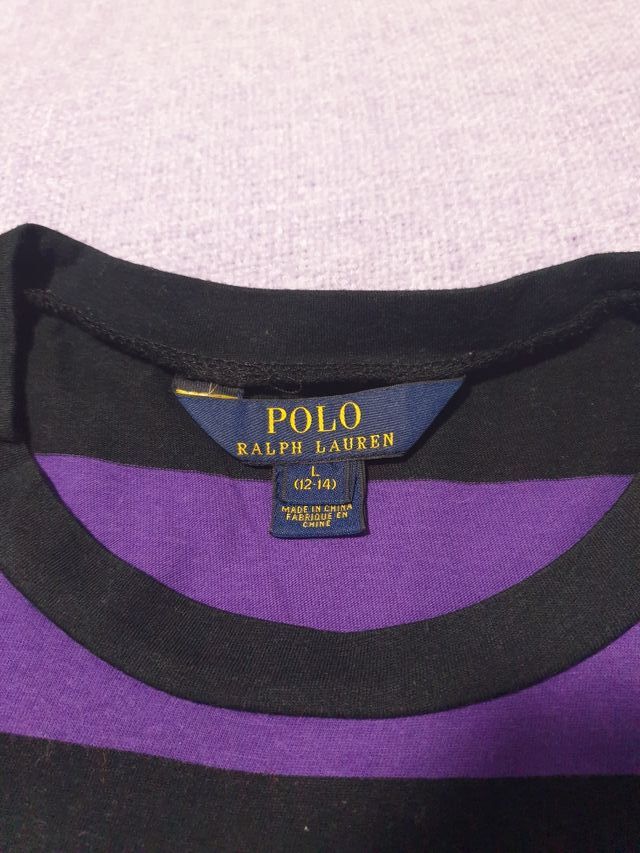 POLO
RALPH LAUREN
L
(12-14)
MADE IN CHINA
FABRIQUE EN
CHINE